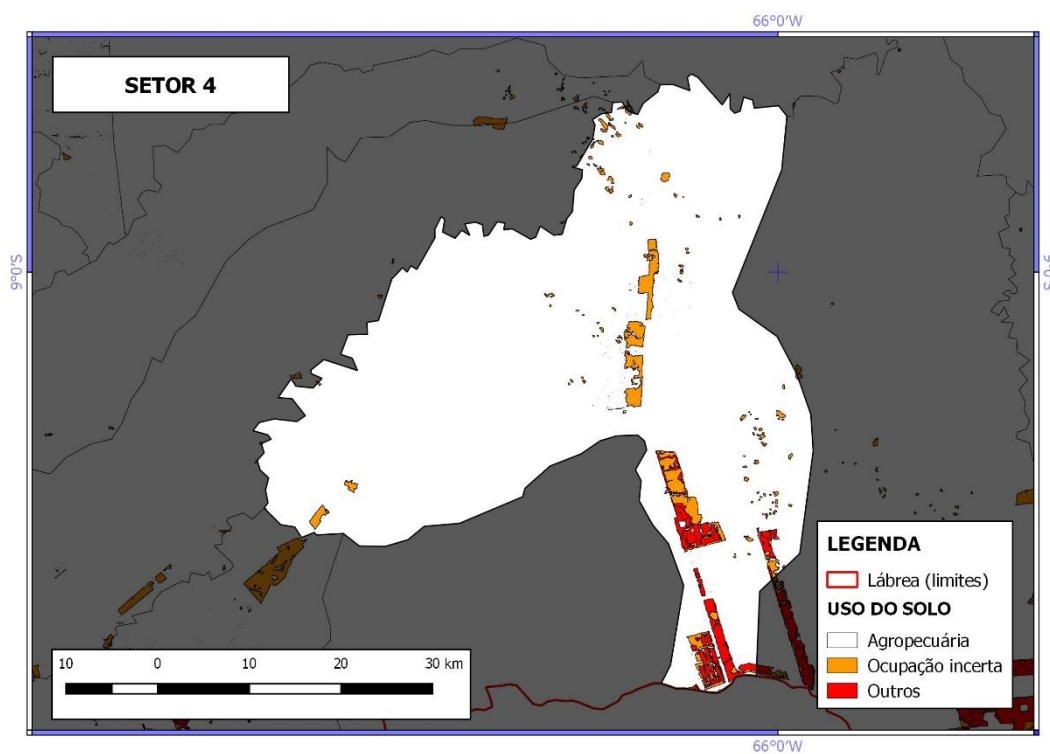 66°0'W
SETOR 4
9°0'S
9°0'S
LEGENDA
Lábrea (limites)
USO DO SOLO
Agropecuária
Ocupação incerta
Outros
10 0 10 20 30 km
66°0'W